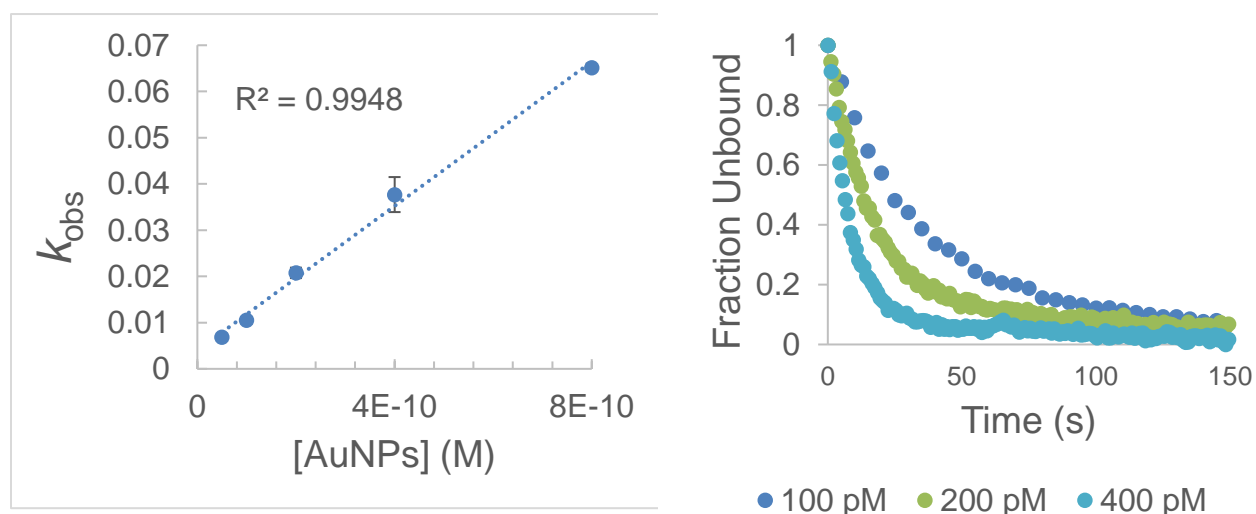 0.07
0.06
0.05
0.04
0.03
0.02
0.01
0
R² = 0.9948
kobs
0
4E-10
8E-10
[AuNPs] (M)
1
0.8
0.6
0.4
0.2
0
Fraction Unbound
0
50
100
150
Time (s)
100 pM
200 pM
400 pM